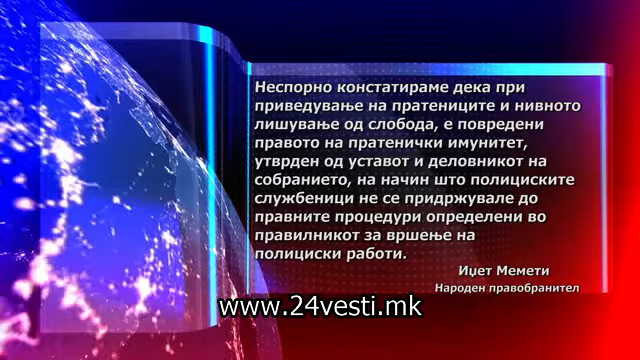 Неспорно констатираме дека при
приведување на пратениците и нивното
лишување од слобода, е повредени
правото на пратенички имунитет,
утврден од уставот и деловникот на
собранието, на начин што полициските
службеници не се придржувале до
правните процедури определени во
правилникот за вршење на
полициски работи.
Иџет Мемети
Народен правобранител
www.24vesti.mk